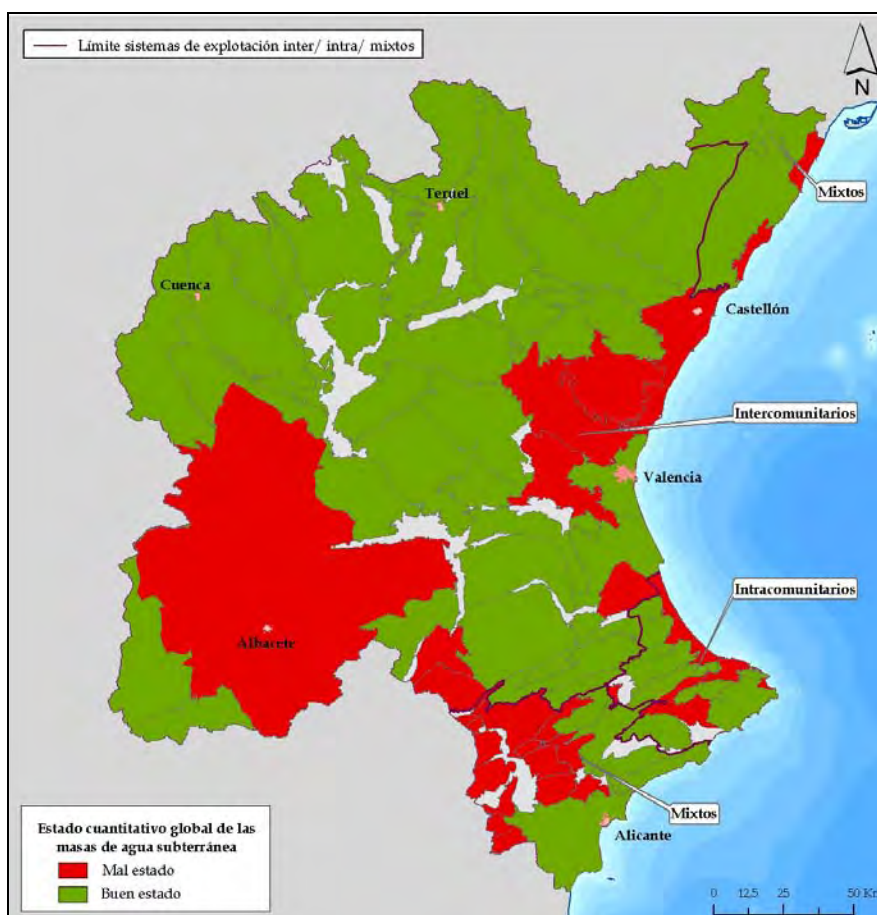 Límite sistemas de explotación inter/ intra/ mixtos
N
Teruel
Mixtos
Cuenca
Castellón
Intercomunitarios
Valencia
Intracomunitarios
Albacete
Mixtos
Alicante
Estado cuantitativo global de las
masas de agua subterránea
Mal estado
Buen estado
0 12,5 25 50 Km